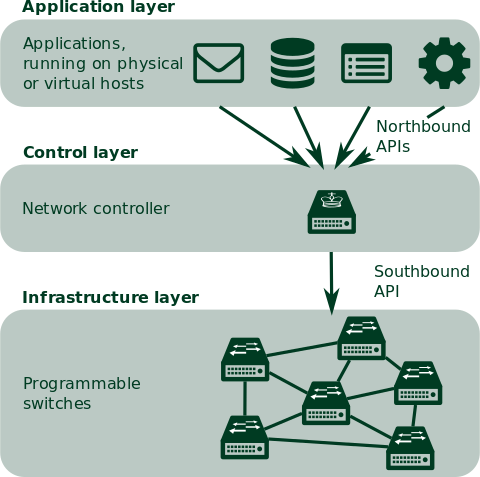 Application layer
Applications,
running on physical
or virtual hosts
Northbound
APIs
Control layer
Network controller
Southbound
API
Infrastructure layer
Programmable
switches